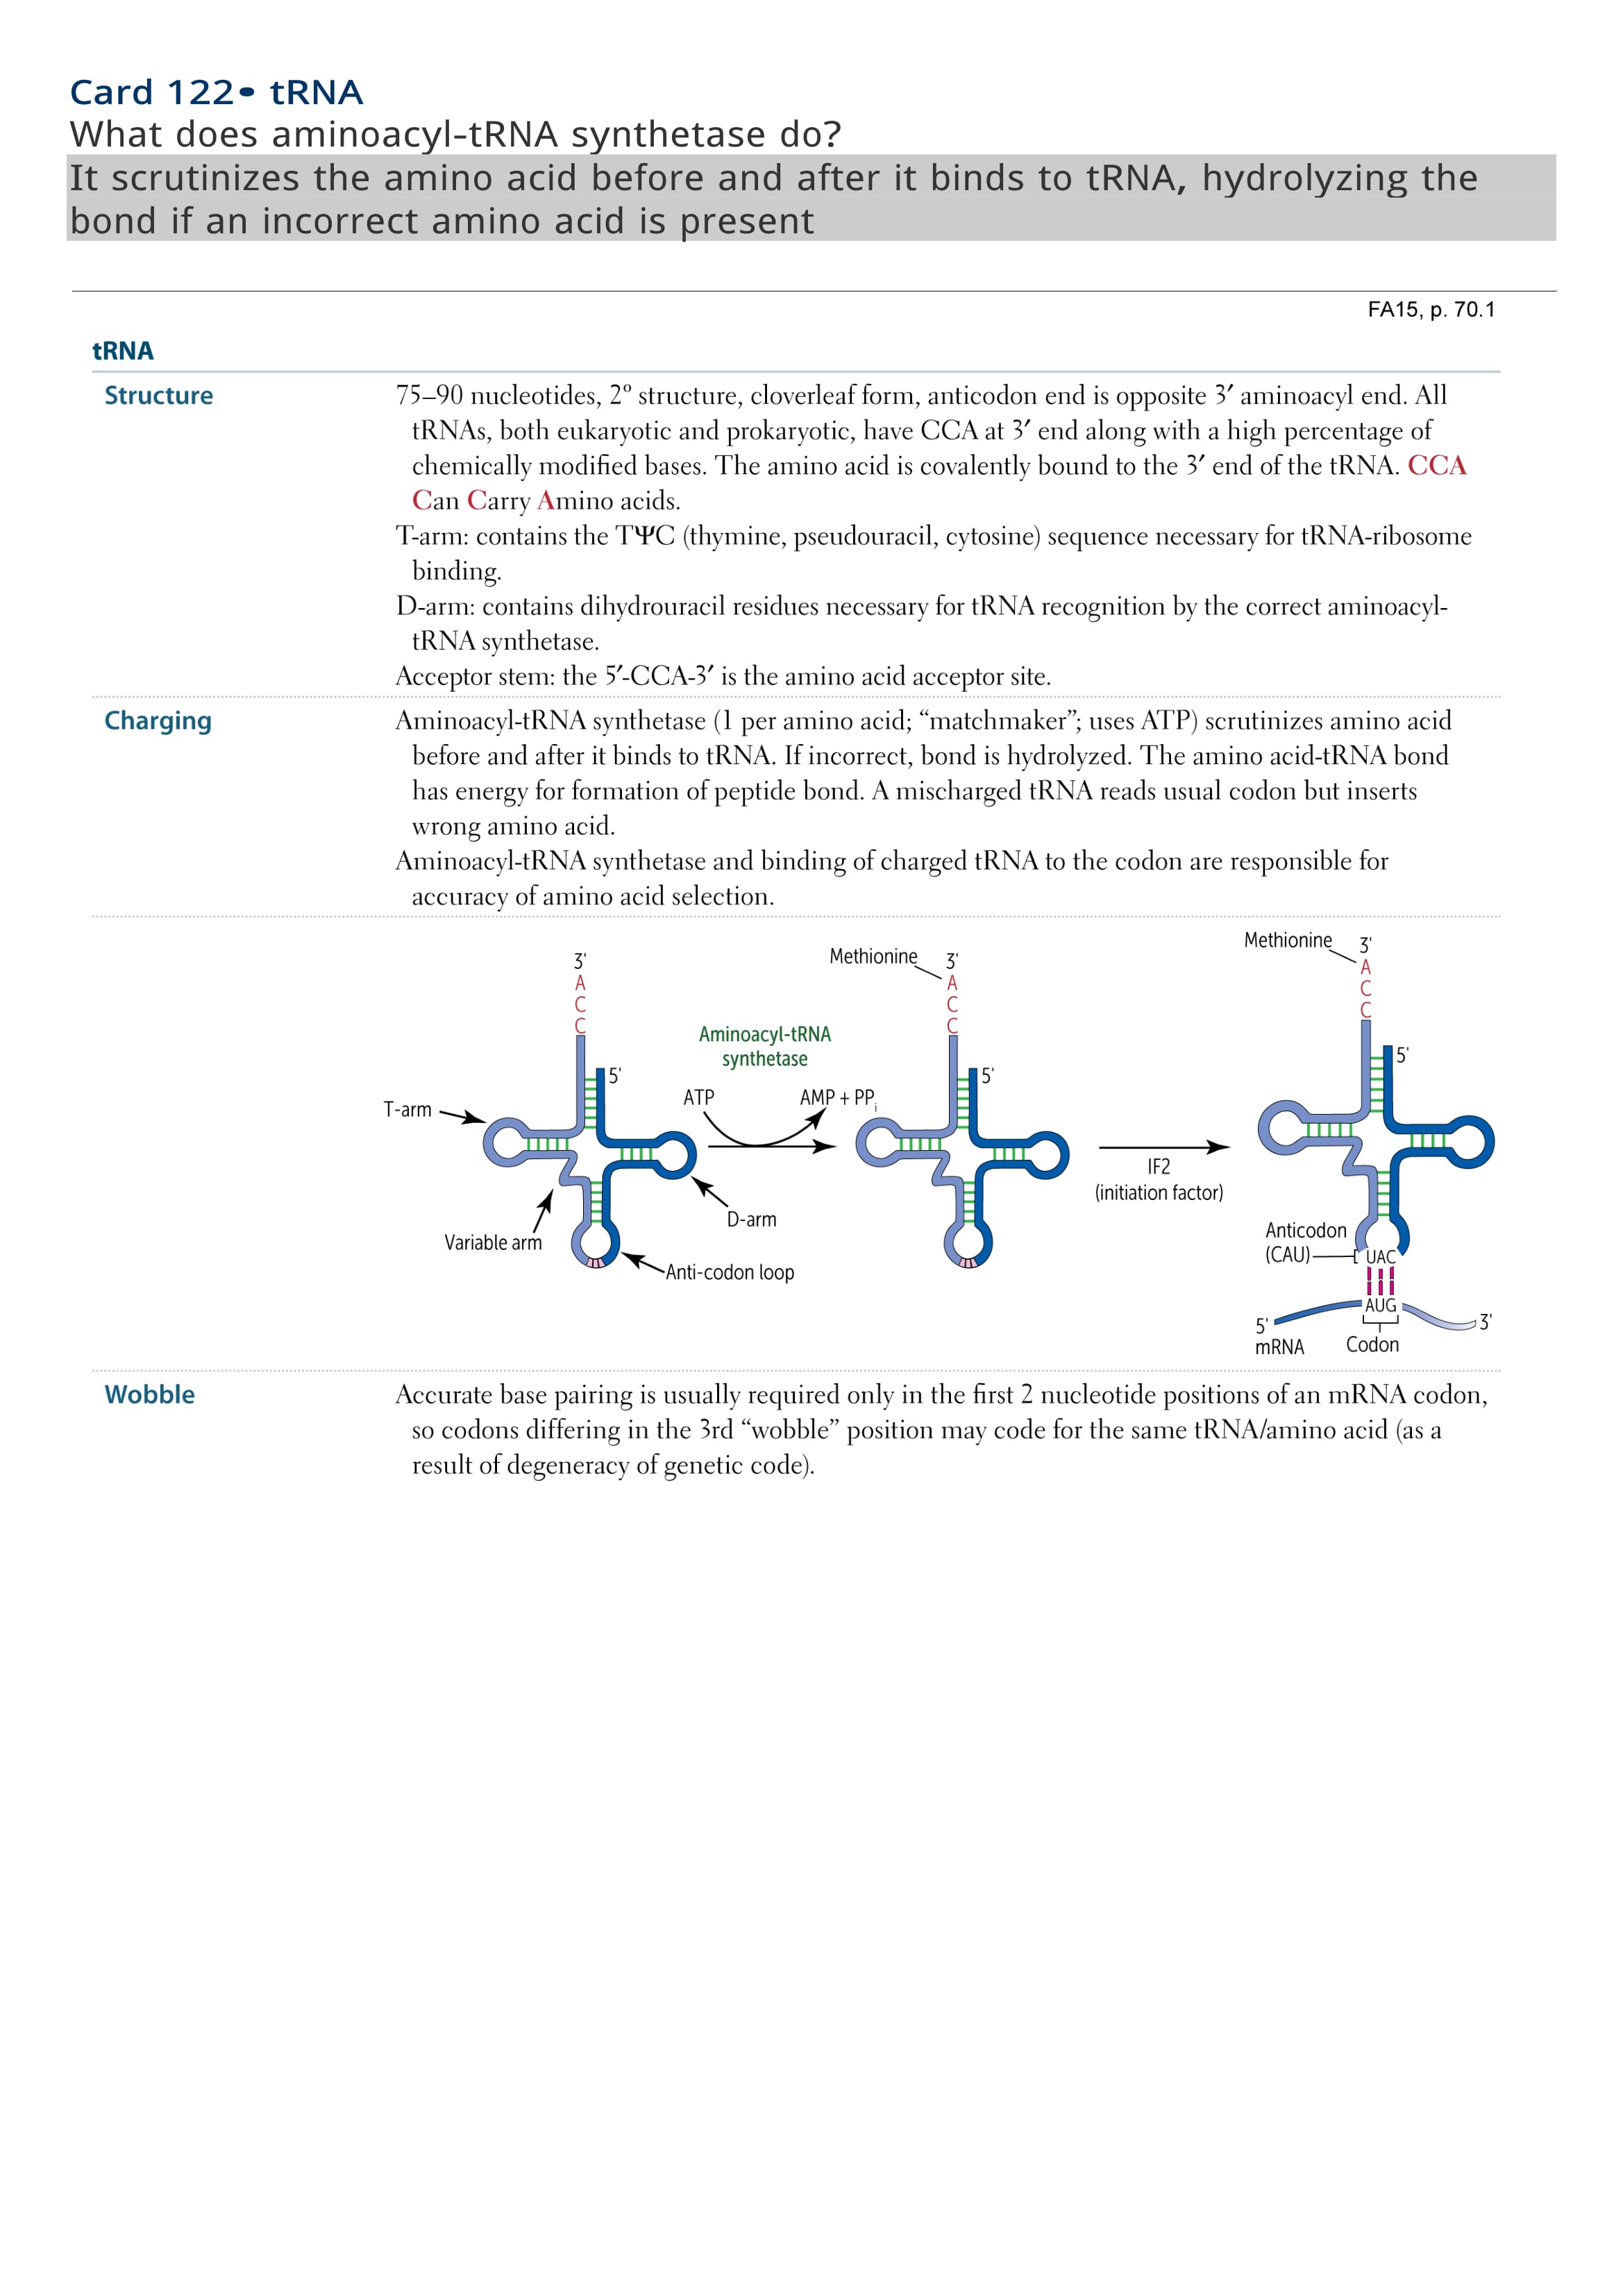 Card 122• tRNA
What does aminoacyl-tRNA synthetase do?
It scrutinizes the amino acid before and after it binds to tRNA, hydrolyzing the
bond if an incorrect amino acid is present
FA15, p. 70.1
tRNA
Structure
75–90 nucleotides, 2º structure, cloverleaf form, anticodon end is opposite 3′ aminoacyl end. All
tRNAs, both eukaryotic and prokaryotic, have CCA at 3′ end along with a high percentage of
chemically modified bases. The amino acid is covalently bound to the 3′ end of the tRNA. CCA
Can Carry Amino acids.
T-arm: contains the TΨC (thymine, pseudouracil, cytosine) sequence necessary for tRNA-ribosome
binding.
D-arm: contains dihydrouracil residues necessary for tRNA recognition by the correct aminoacyl-
tRNA synthetase.
Acceptor stem: the 5′-CCA-3′ is the amino acid acceptor site.
Charging
Aminoacyl-tRNA synthetase (1 per amino acid; “matchmaker”; uses ATP) scrutinizes amino acid
before and after it binds to tRNA. If incorrect, bond is hydrolyzed. The amino acid-tRNA bond
has energy for formation of peptide bond. A mischarged tRNA reads usual codon but inserts
wrong amino acid.
Aminoacyl-tRNA synthetase and binding of charged tRNA to the codon are responsible for
accuracy of amino acid selection.
3'
A
C
C
5'
T-arm
Variable arm
D-arm
Anti-codon loop
Aminoacyl-tRNA
synthetase
ATP
AMP + PPi
Methionine
3'
A
C
C
5'
IF2
(initiation factor)
Methionine
3'
A
C
C
5'
Anticodon
(CAU)
UAC
AUG
5'
3'
mRNA
Codon
Wobble
Accurate base pairing is usually required only in the first 2 nucleotide positions of an mRNA codon,
so codons differing in the 3rd “wobble” position may code for the same tRNA/amino acid (as a
result of degeneracy of genetic code).